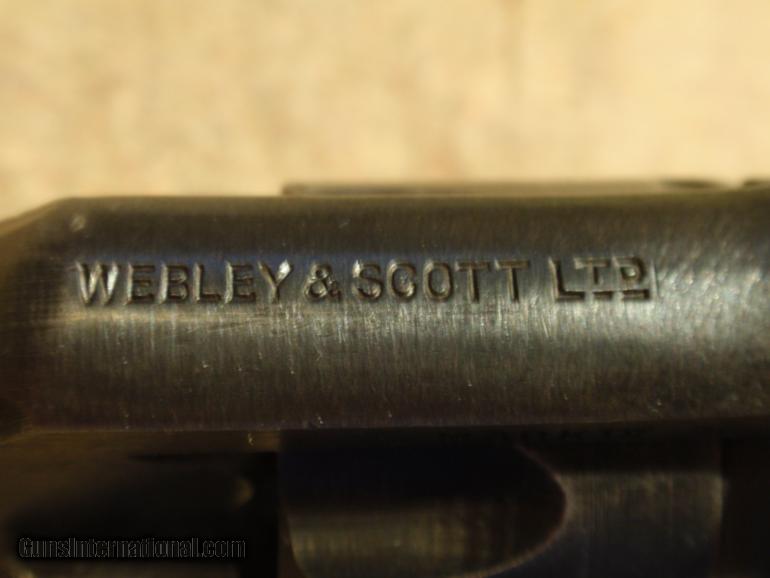 WEBLEY & SCOTT LTD
GunsInternational.com